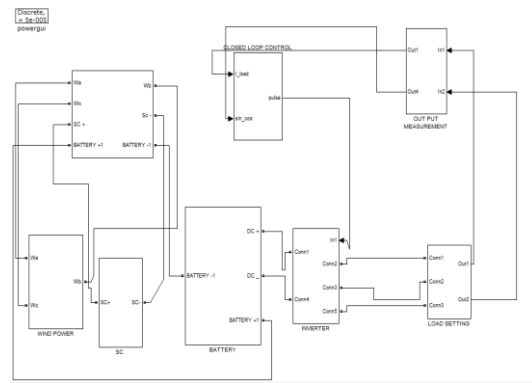 Discrete,
= 5e-005
powergui
Wa
Wc
SC +
BATTERY +1
Wb
Sc -
BATTERY -1
CLOSED LOOP CONTROL
i_load
sin_cos
pulse
Out1
Out4
In1
In2
OUT PUT
MEASUREMENT
Wa
Wc
Wb
WIND POWER
SC+
SC-
SC
BATTERY -1
DC +
DC _
BATTERY +1
BATTERY
In1
Conn1
Conn4
Conn2
Conn3
Conn5
INVERTER
Conn1
Conn2
Conn3
Out1
Out2
LOAD SETTING